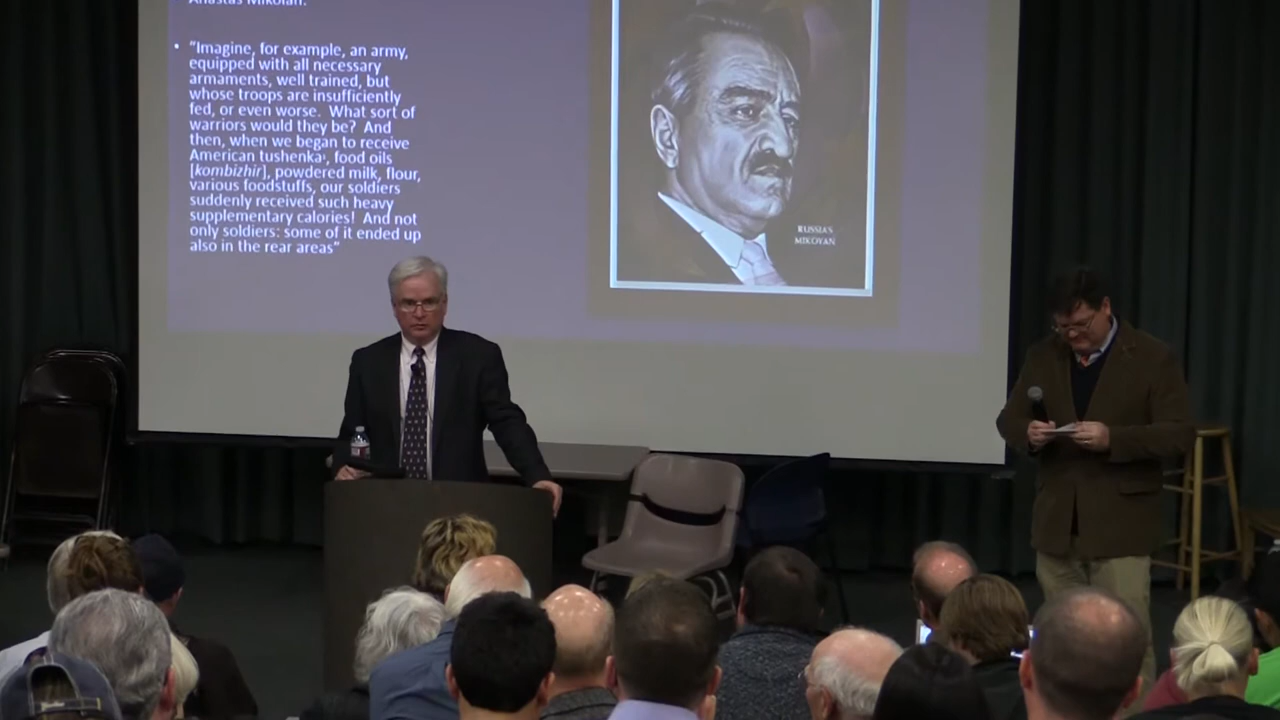 Anastas Mikoyan:
• "Imagine, for example, an army,
equipped with all necessary
armaments, well trained, but
whose troops are insufficiently
fed, or even worse.  What sort of
warriors would they be?  And
then, when we began to receive
American tushenka, food oils
[kombizhir], powdered milk, flour,
various foodstuffs, our soldiers
suddenly received such heavy
supplementary calories!  And not
only soldiers: some of it ended up
also in the rear areas"
RUSSIA'S
MIKOYAN